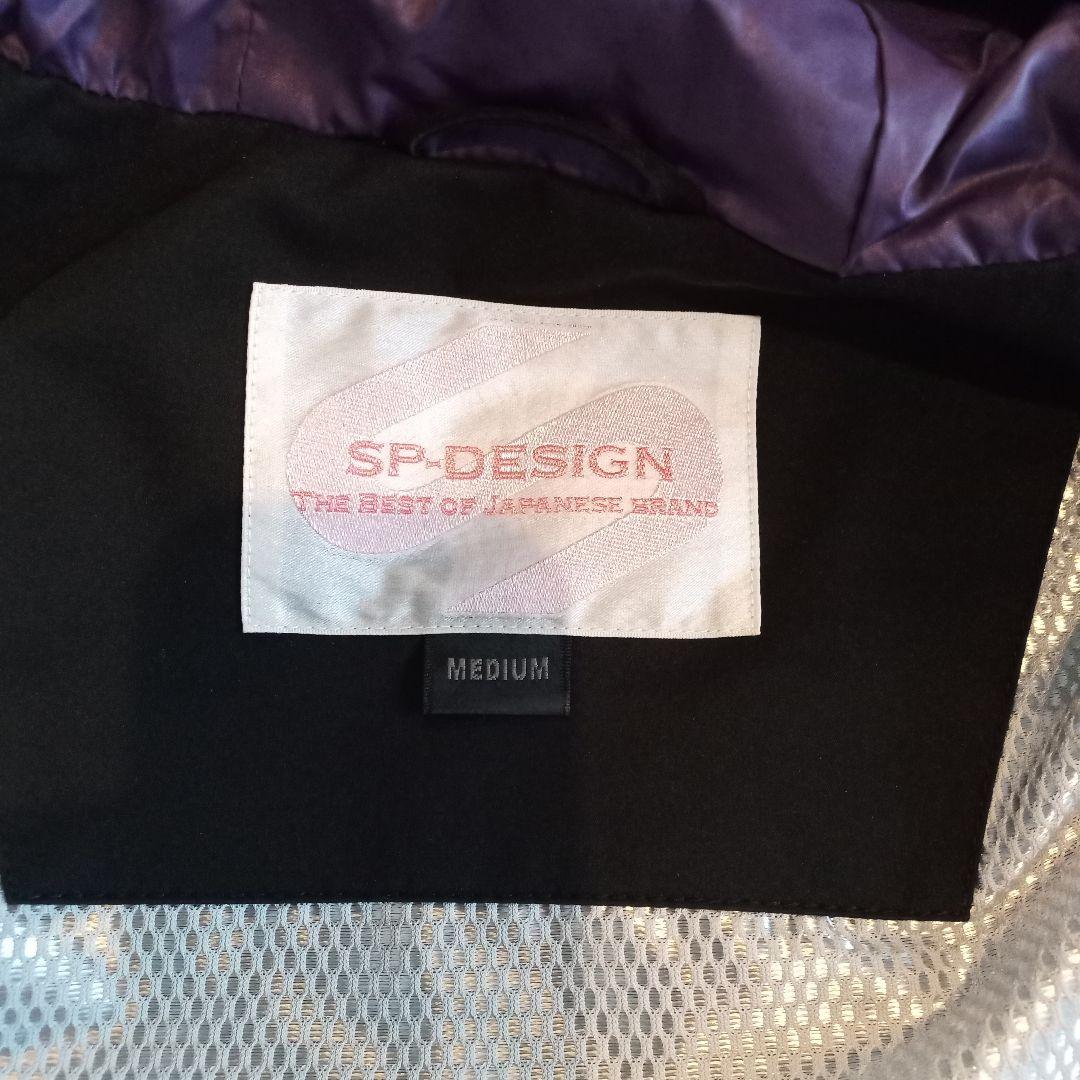 SP-DESIGN
THE BEST OF JAPANESE BRAND
MEDIUM